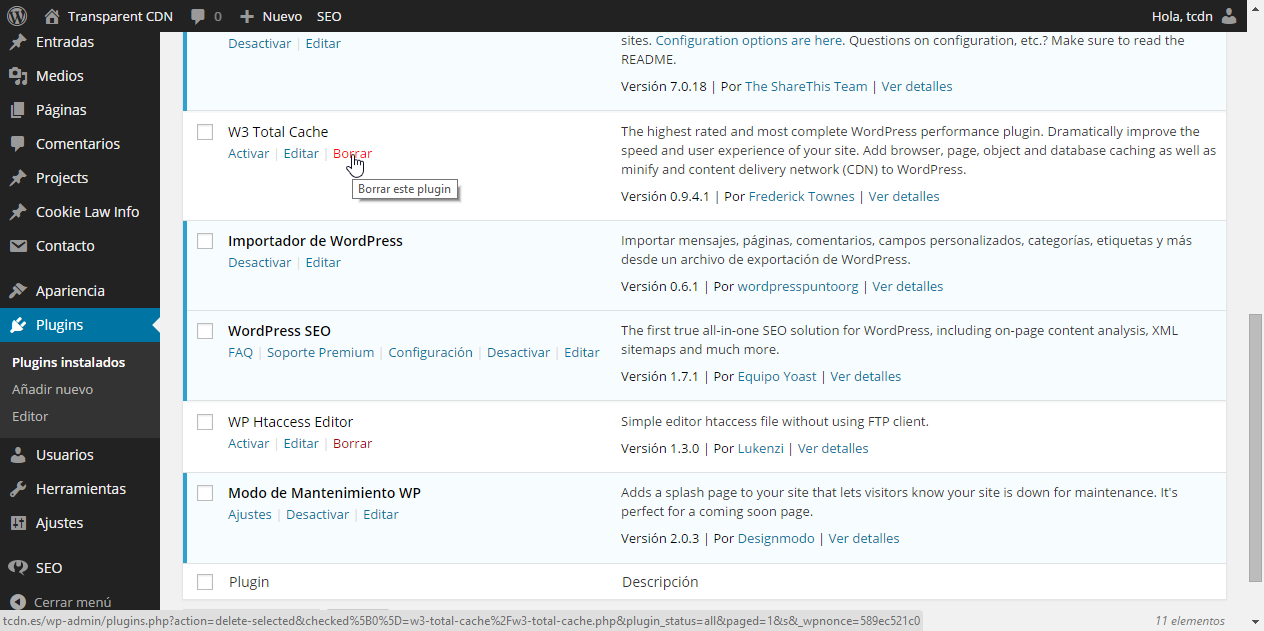 Transparent CDN 0 Nuevo SEO Hola, tcdn
Entradas
Medios
Páginas
Comentarios
Projects
Cookie Law Info
Contacto
Apariencia
Plugins
Plugins instalados
Añadir nuevo
Editor
Usuarios
Herramientas
Ajustes
SEO
Cerrar menú
Desactivar | Editar
sites. Configuration options are here. Questions on configuration, etc.? Make sure to read the
README.
Versión 7.0.18 | Por The ShareThis Team | Ver detalles
W3 Total Cache
Activar | Editar | Borrar
Borrar este plugin
The highest rated and most complete WordPress performance plugin. Dramatically improve the
speed and user experience of your site. Add browser, page, object and database caching as well as
minify and content delivery network (CDN) to WordPress.
Versión 0.9.4.1 | Por Frederick Townes | Ver detalles
Importador de WordPress
Desactivar | Editar
Importar mensajes, páginas, comentarios, campos personalizados, categorías, etiquetas y más
desde un archivo de exportación de WordPress.
Versión 0.6.1 | Por wordpresspuntoorg | Ver detalles
WordPress SEO
FAQ | Soporte Premium | Configuración | Desactivar | Editar
The first true all-in-one SEO solution for WordPress, including on-page content analysis, XML
sitemaps and much more.
Versión 1.7.1 | Por Equipo Yoast | Ver detalles
WP Htaccess Editor
Activar | Editar | Borrar
Simple editor htaccess file without using FTP client.
Versión 1.3.0 | Por Lukenzi | Ver detalles
Modo de Mantenimiento WP
Ajustes | Desactivar | Editar
Adds a splash page to your site that lets visitors know your site is down for maintenance. It's
perfect for a coming soon page.
Versión 2.0.3 | Por Designmodo | Ver detalles
Plugin Descripción
tcdn.es/wp-admin/plugins.php?action=delete-selected&checked%5B0%5D=w3-total-cache%2Fw3-total-cache.php&plugin_status=all&paged=1&s&_wpnonce=589ec521c0
11 elementos